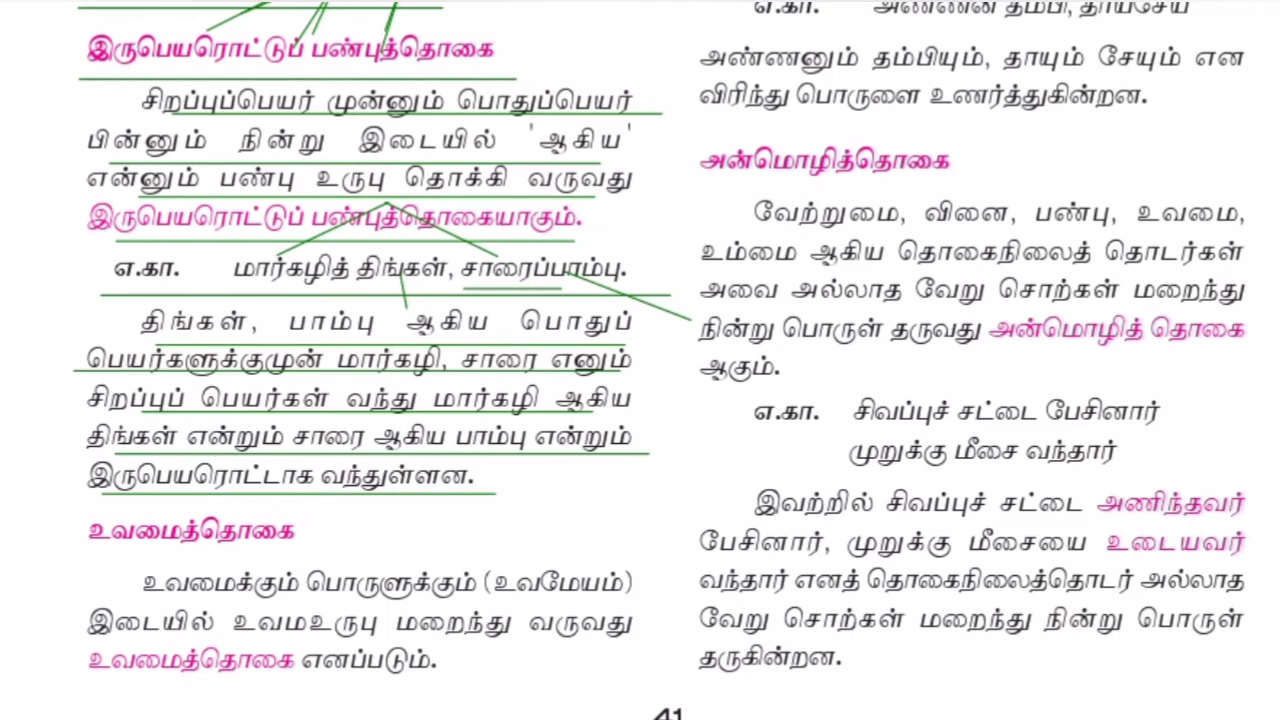 இருபெயரொட்டுப் பண்புத்தொகை
சிறப்புப்பெயர் முன்னும் பொதுப்பெயர்
பின்னும் நின்று இடையில் 'ஆகிய'
என்னும் பண்பு உருபு தொக்கி வருவது
இருபெயரொட்டுப் பண்புத்தொகையாகும்.
எ.கா. மார்கழித் திங்கள், சாரைப்பாம்பு.
திங்கள், பாம்பு ஆகிய பொதுப்
பெயர்களுக்குமுன் மார்கழி, சாரை எனும்
சிறப்புப் பெயர்கள் வந்து மார்கழி ஆகிய
திங்கள் என்றும் சாரை ஆகிய பாம்பு என்றும்
இருபெயரொட்டாக வந்துள்ளன.
உவமைத்தொகை
உவமைக்கும் பொருளுக்கும் (உவமேயம்)
இடையில் உவமஉருபு மறைந்து வருவது
உவமைத்தொகை எனப்படும்.
எ.கா. அண்ணன் தம்பி, தாய்சேய்
அண்ணனும் தம்பியும், தாயும் சேயும் என
விரிந்து பொருளை உணர்த்துகின்றன.
அன்மொழித்தொகை
வேற்றுமை, வினை, பண்பு, உவமை,
உம்மை ஆகிய தொகைநிலைத் தொடர்கள்
அவை அல்லாத வேறு சொற்கள் மறைந்து
நின்று பொருள் தருவது அன்மொழித் தொகை
ஆகும்.
எ.கா. சிவப்புச் சட்டை பேசினார்
முறுக்கு மீசை வந்தார்
இவற்றில் சிவப்புச் சட்டை அணிந்தவர்
பேசினார், முறுக்கு மீசையை உடையவர்
வந்தார் எனத் தொகைநிலைத்தொடர் அல்லாத
வேறு சொற்கள் மறைந்து நின்று பொருள்
தருகின்றன.
41